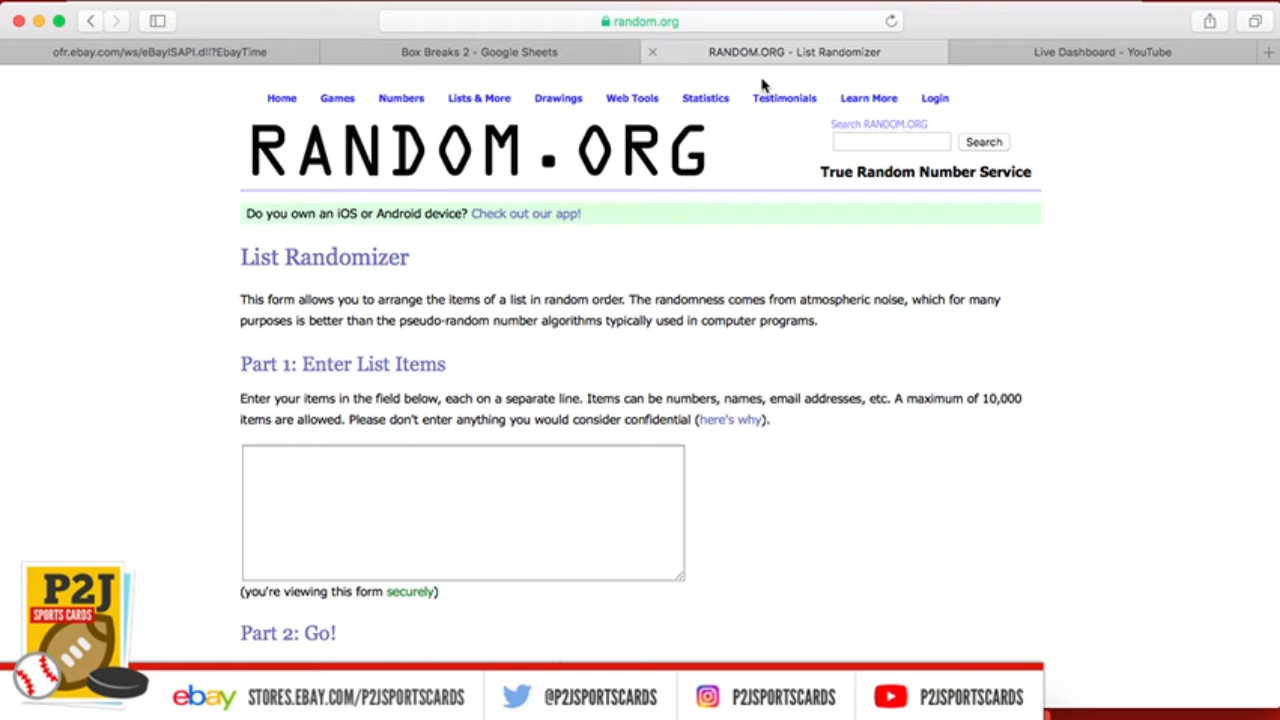 random.org
ofr.ebay.com/ws/eBayISAPI.dll?EbayTime
Box Breaks 2 - Google Sheets
RANDOM.ORG - List Randomizer
Live Dashboard - YouTube
Home Games Numbers Lists & More Drawings Web Tools Statistics Testimonials Learn More Login
RANDOM.ORG
Search RANDOM.ORG
Search
True Random Number Service
Do you own an iOS or Android device? Check out our app!
List Randomizer
This form allows you to arrange the items of a list in random order. The randomness comes from atmospheric noise, which for many
purposes is better than the pseudo-random number algorithms typically used in computer programs.
Part 1: Enter List Items
Enter your items in the field below, each on a separate line. Items can be numbers, names, email addresses, etc. A maximum of 10,000
items are allowed. Please don't enter anything you would consider confidential (here's why).
(you're viewing this form securely)
Part 2: Go!
P2J
SPORTS CARDS
ebay STORES.EBAY.COM/P2JSPORTSCARDS
@P2JSPORTSCARDS
P2JSPORTSCARDS
P2JSPORTSCARDS